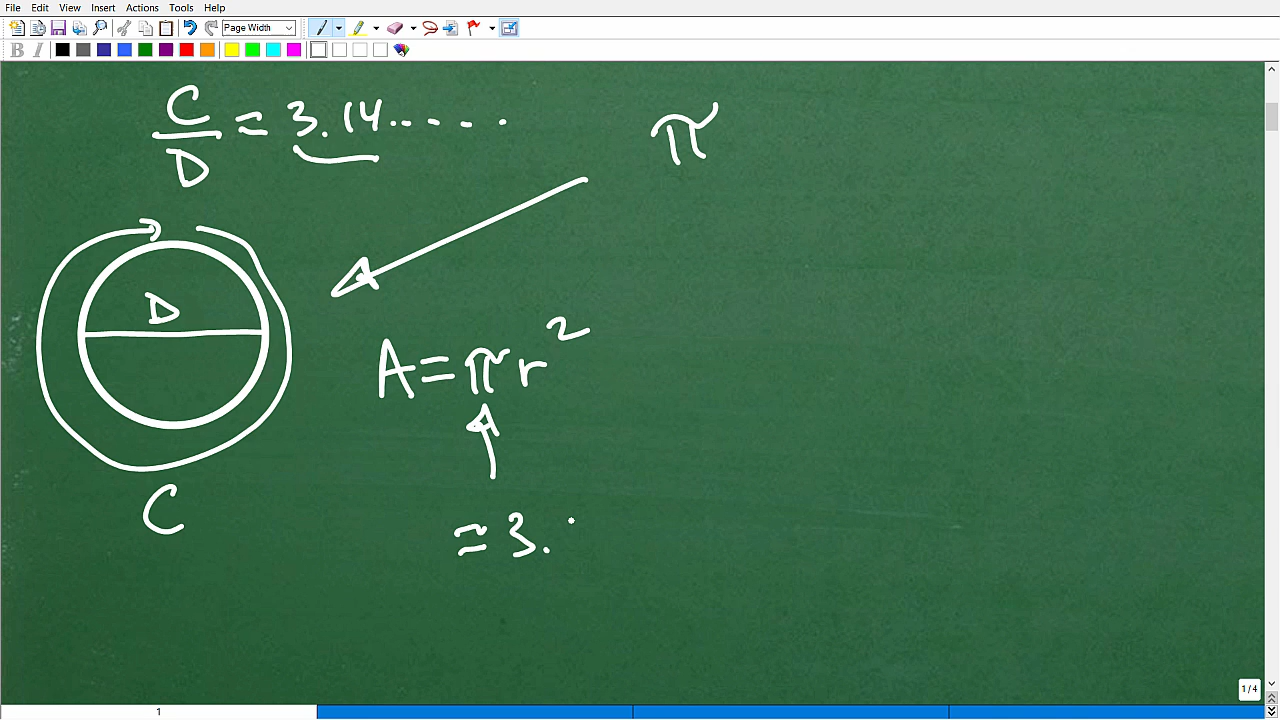 File Edit View Insert Actions Tools Help
Page Width
B I
C/D ≈ 3.14.....
π
D
A = πr²
C
≈ 3.
1 / 4
1